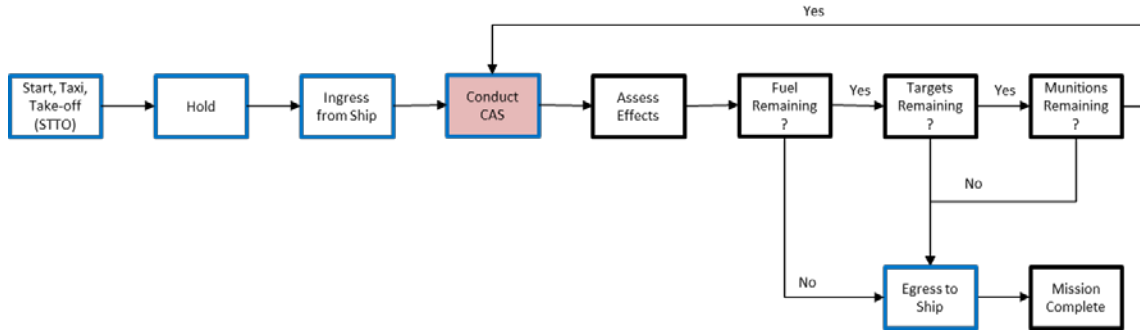 Yes
Start, Taxi,
Take-off
(STTO)
Hold
Ingress
from Ship
Conduct
CAS
Assess
Effects
Fuel
Remaining
?
Yes
Targets
Remaining
?
Yes
Munitions
Remaining
?
No
No
Egress to
Ship
Mission
Complete